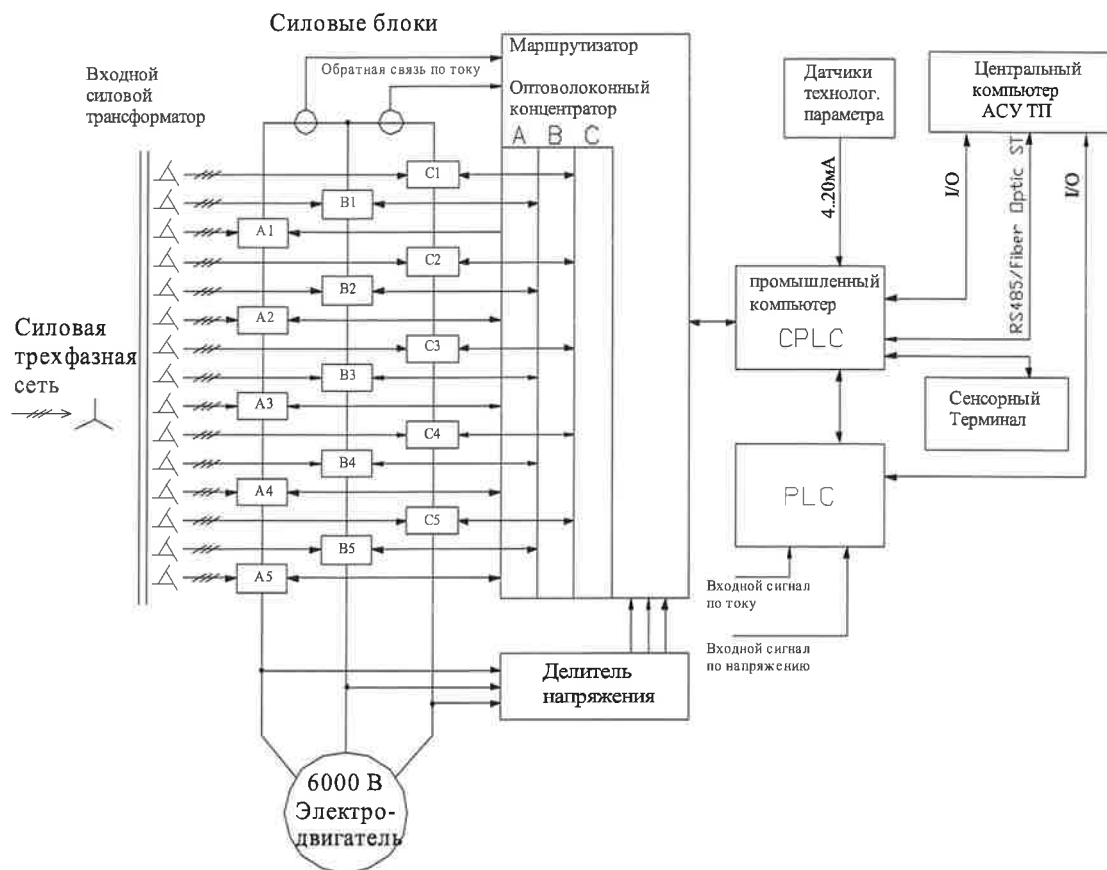 Силовые блоки
Входной
силовой
трансформатор
Обратная связь по току
Маршрутизатор
Оптоволоконный
концентратор
A B C
Датчики
технолог.
параметра
Центральный
компьютер
АСУ ТП
4..20мА
I/O
RS485/Fiber Optic ST
I/O
C1
B1
A1
C2
B2
A2
C3
B3
A3
C4
B4
A4
C5
B5
A5
Силовая
трехфазная
сеть
промышленный
компьютер
CPLC
Сенсорный
Терминал
PLC
Входной сигнал
по току
Входной сигнал
по напряжению
Делитель
напряжения
6000 В
Электро-
двигатель